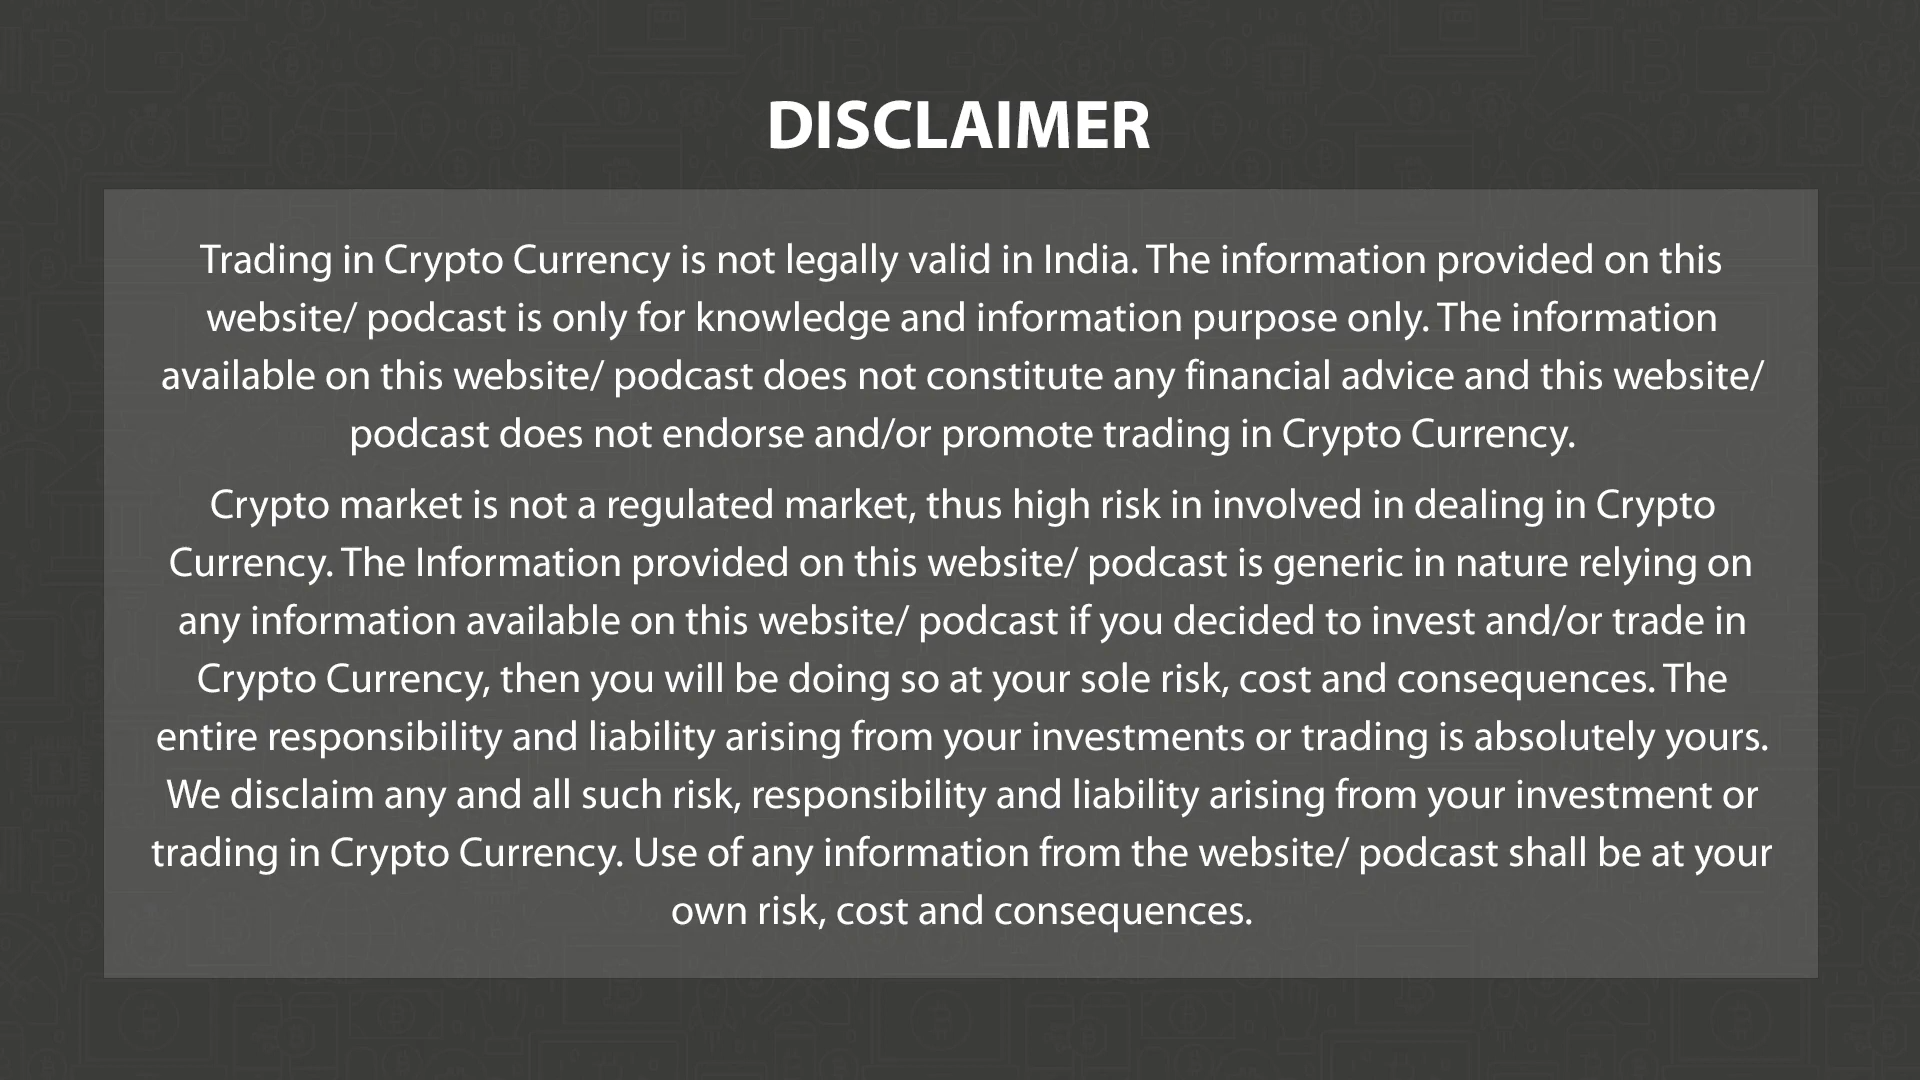 DISCLAIMER
Trading in Crypto Currency is not legally valid in India. The information provided on this
website/ podcast is only for knowledge and information purpose only. The information
available on this website/ podcast does not constitute any financial advice and this website/
podcast does not endorse and/or promote trading in Crypto Currency.
Crypto market is not a regulated market, thus high risk in involved in dealing in Crypto
Currency. The Information provided on this website/ podcast is generic in nature relying on
any information available on this website/ podcast if you decided to invest and/or trade in
Crypto Currency, then you will be doing so at your sole risk, cost and consequences. The
entire responsibility and liability arising from your investments or trading is absolutely yours.
We disclaim any and all such risk, responsibility and liability arising from your investment or
trading in Crypto Currency. Use of any information from the website/ podcast shall be at your
own risk, cost and consequences.